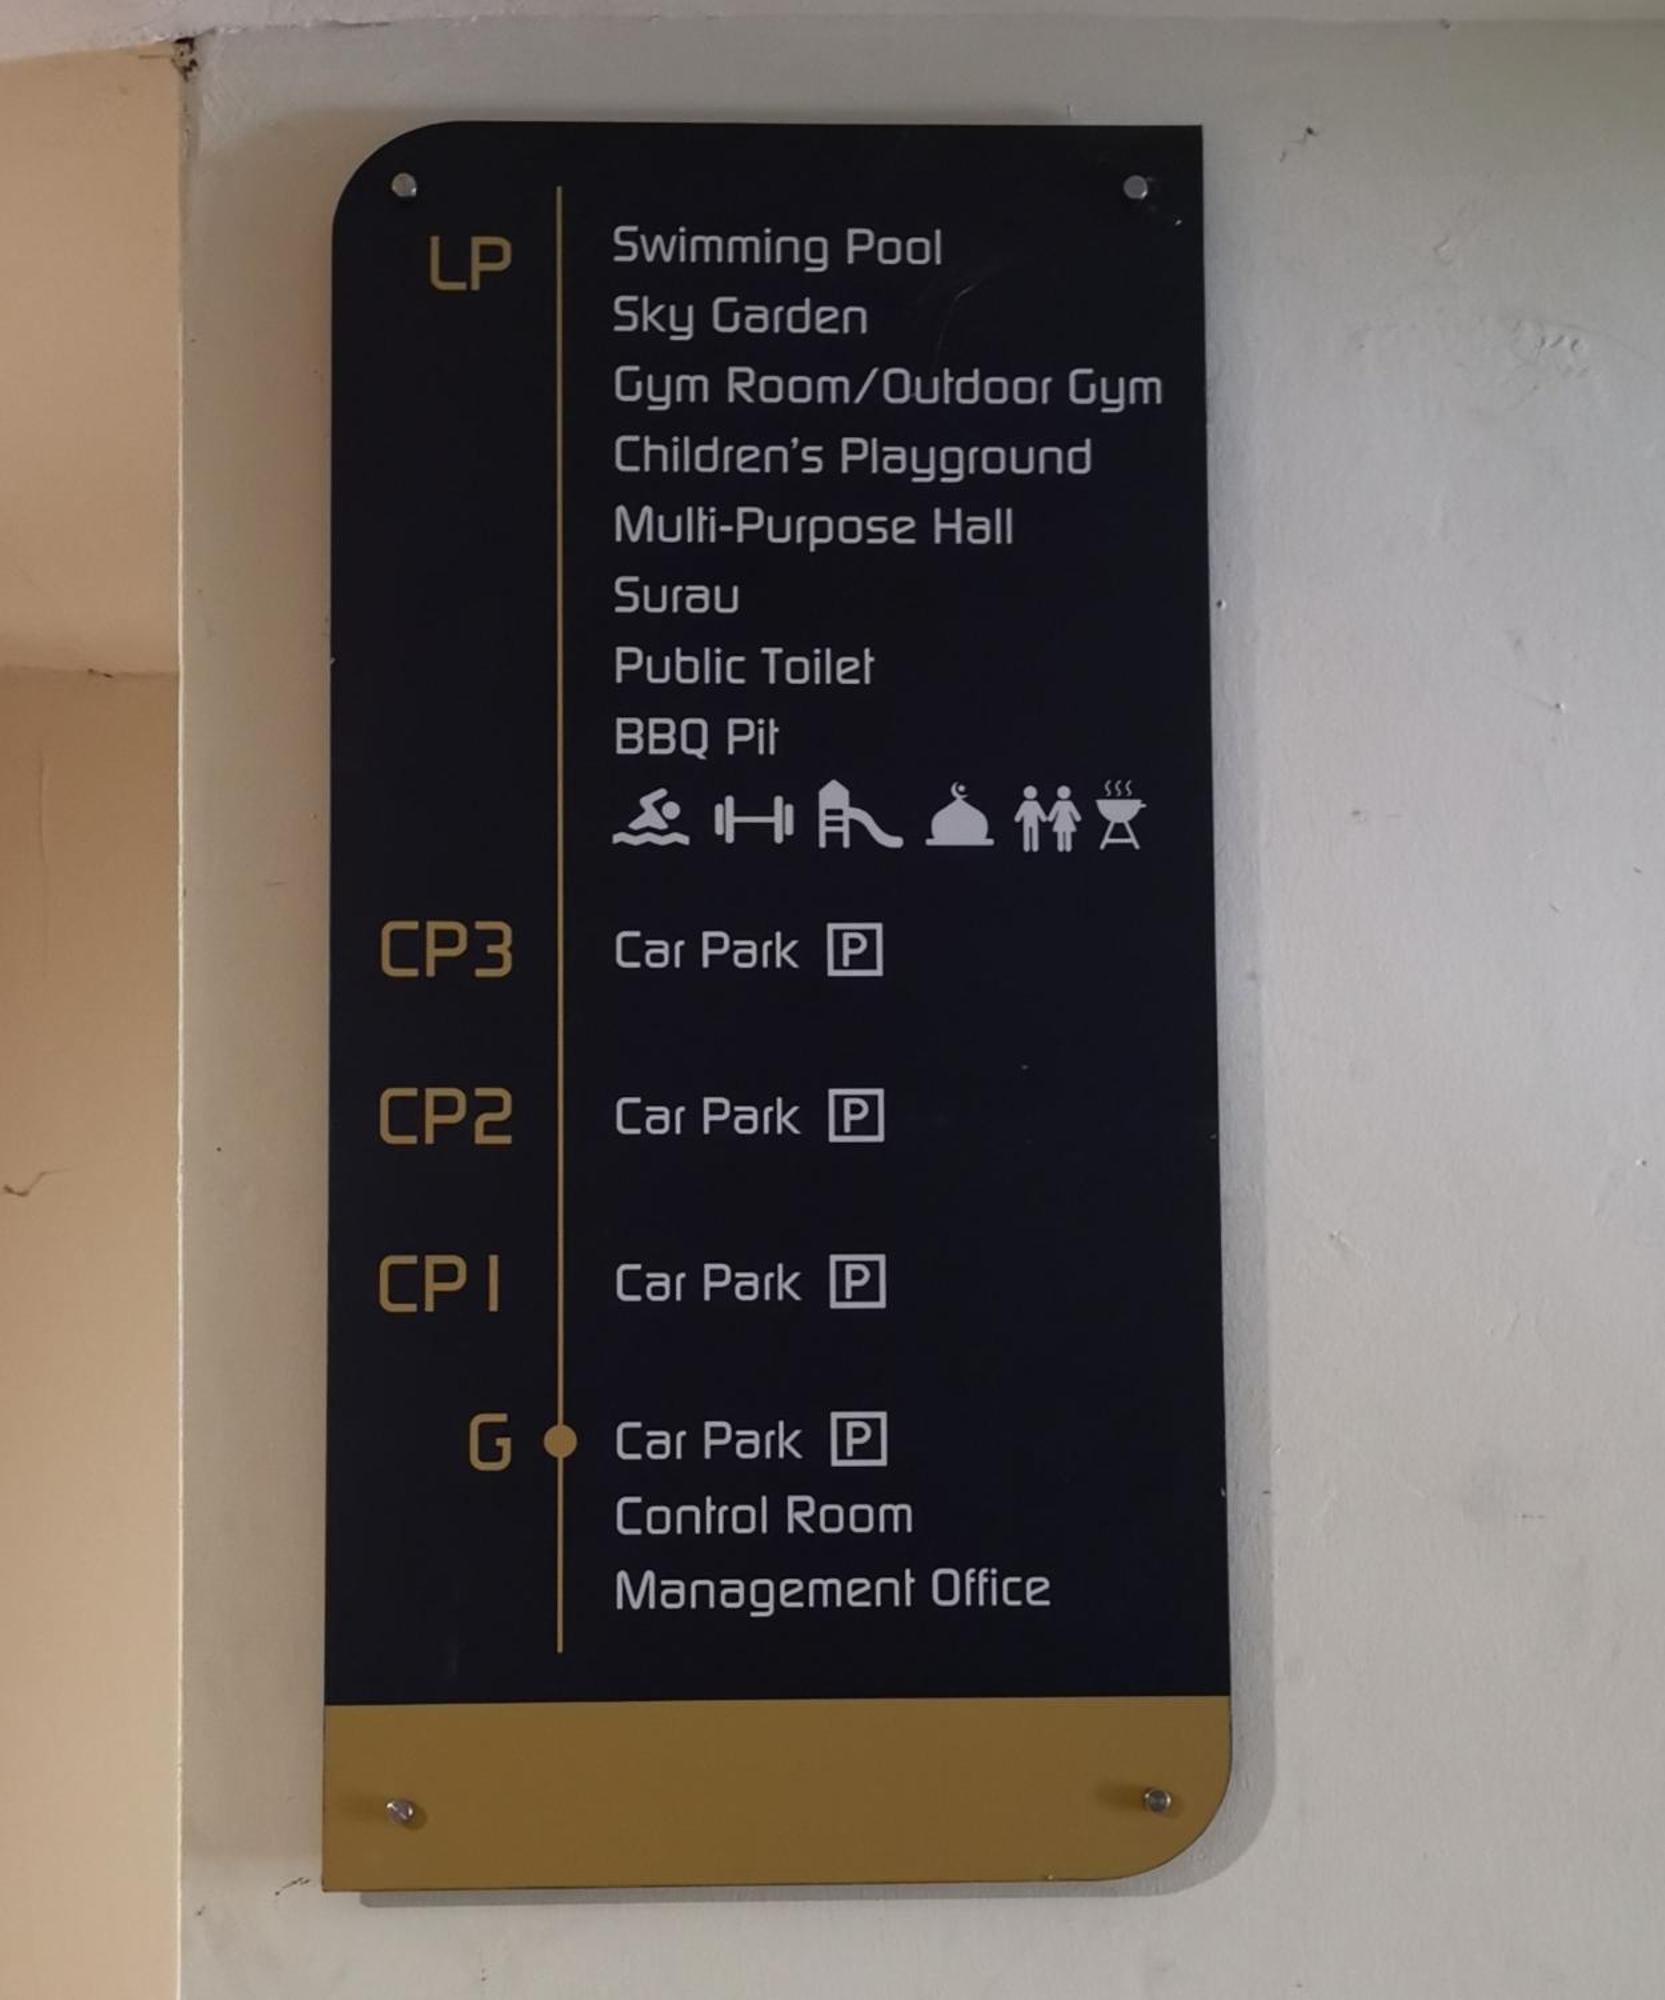 LP Swimming Pool
Sky Garden
Gym Room/Outdoor Gym
Children's Playground
Multi-Purpose Hall
Surau
Public Toilet
BBQ Pit
CP3 Car Park P
CP2 Car Park P
CP1 Car Park P
G Car Park P
Control Room
Management Office